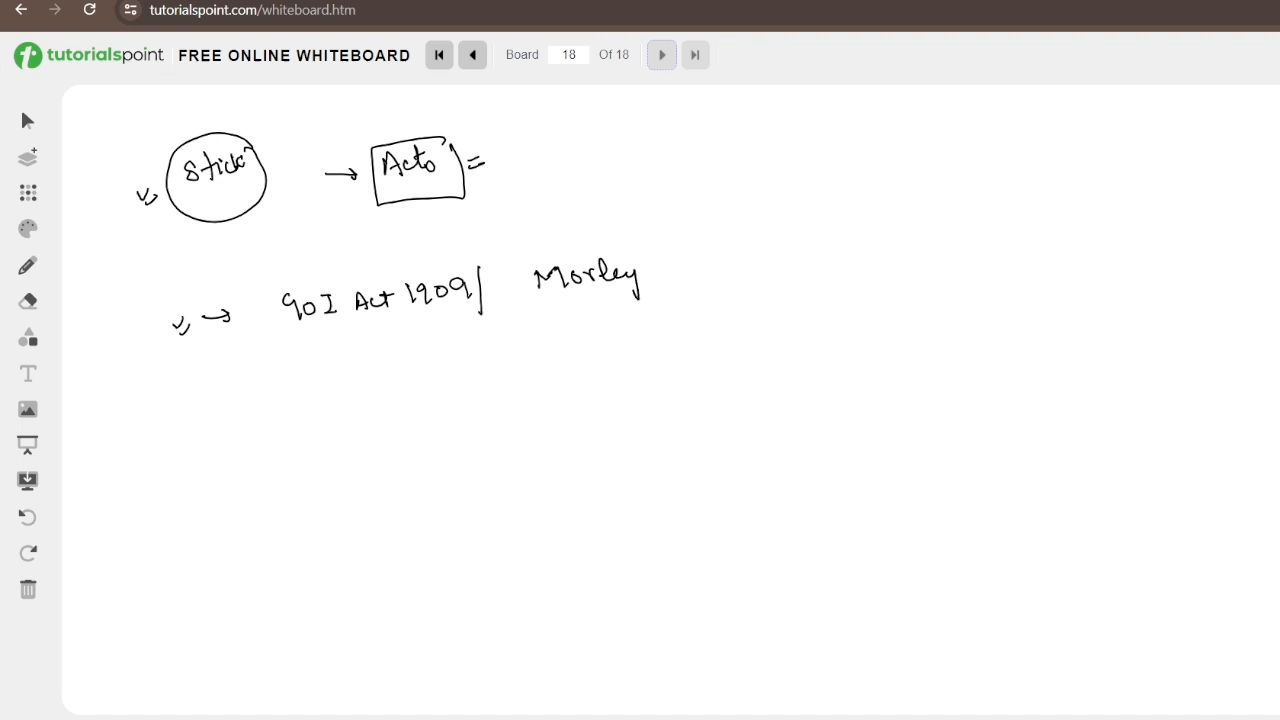 tutorialspoint.com/whiteboard.htm
tutorialspoint FREE ONLINE WHITEBOARD Board 18 Of 18
Stick → Acts =
→ GOI Act 1909/ Morley